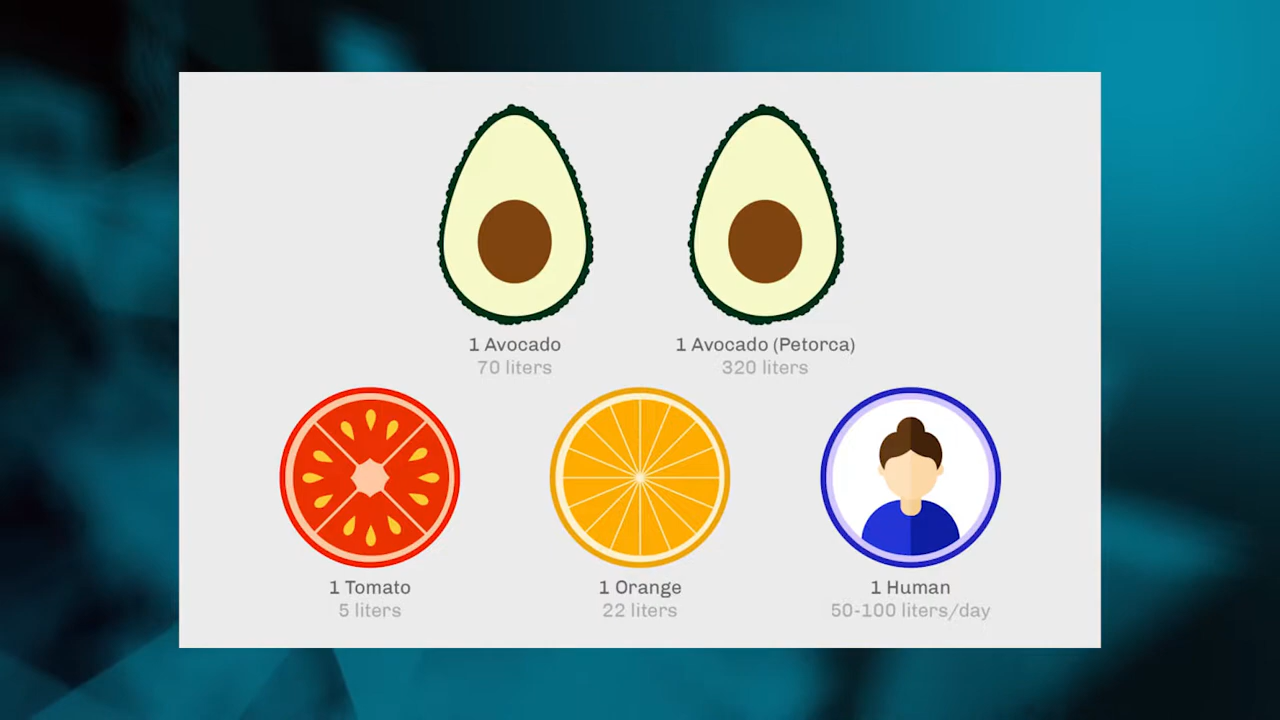 1 Avocado
70 liters
1 Avocado (Petorca)
320 liters
1 Tomato
5 liters
1 Orange
22 liters
1 Human
50-100 liters/day